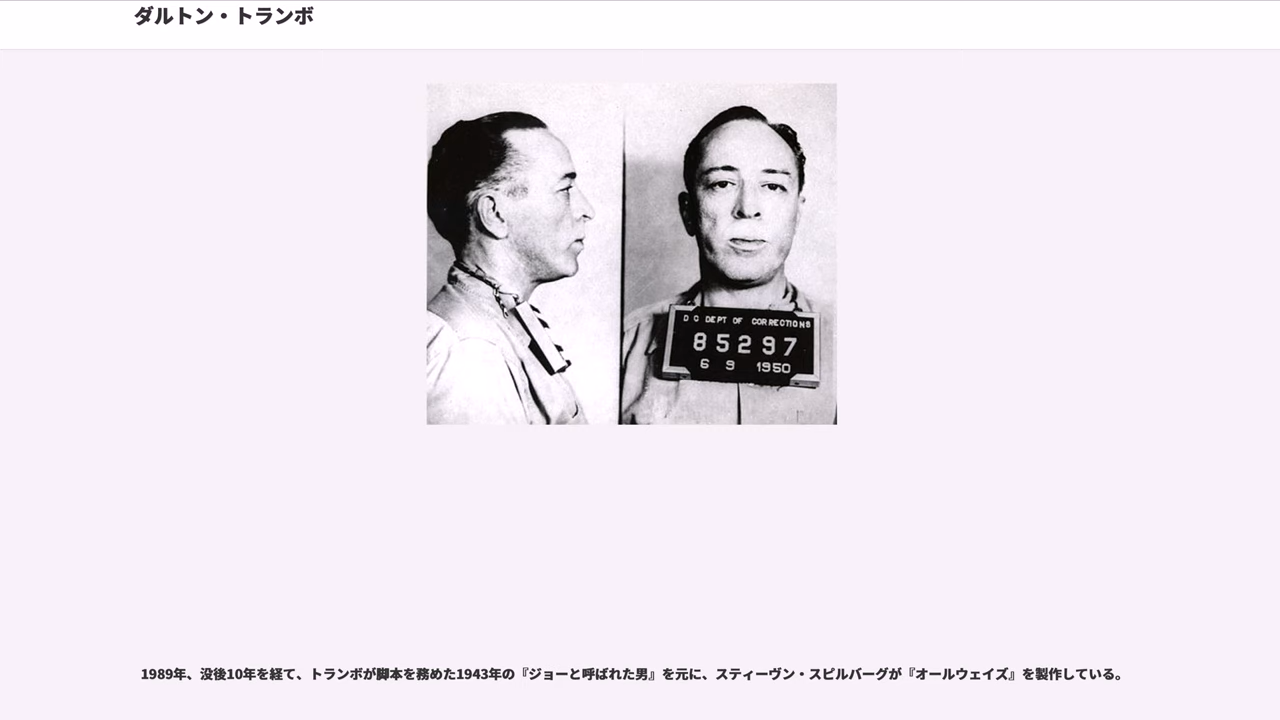 ダルトン・トランボ
D C DEPT OF CORRECTIONS
85297
6 9 1950
1989年、没後10年を経て、トランボが脚本を務めた1943年の『ジョーと呼ばれた男』を元に、スティーヴン・スピルバーグが『オールウェイズ』を製作している。